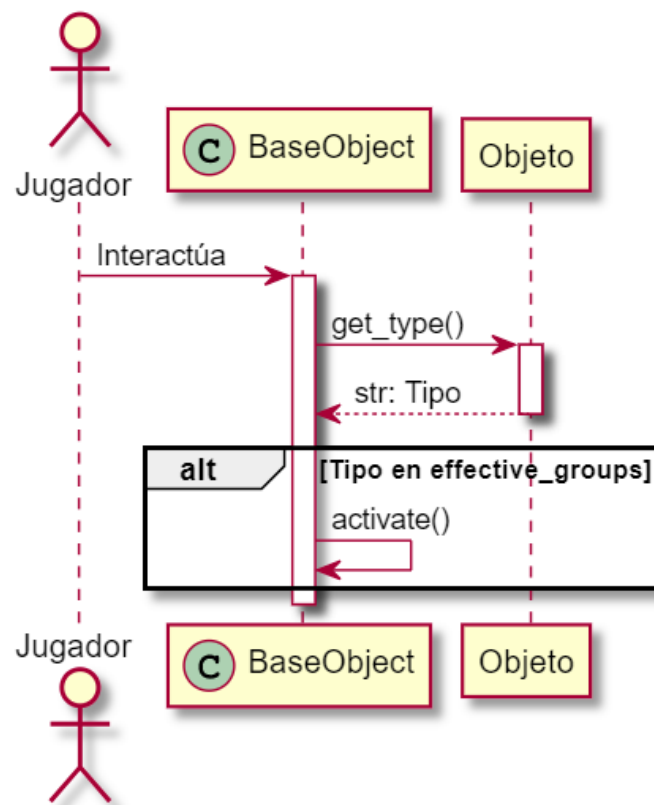 Jugador
C BaseObject
Objeto
Interactúa
get_type()
str: Tipo
alt [Tipo en effective_groups]
activate()
Jugador
C BaseObject
Objeto